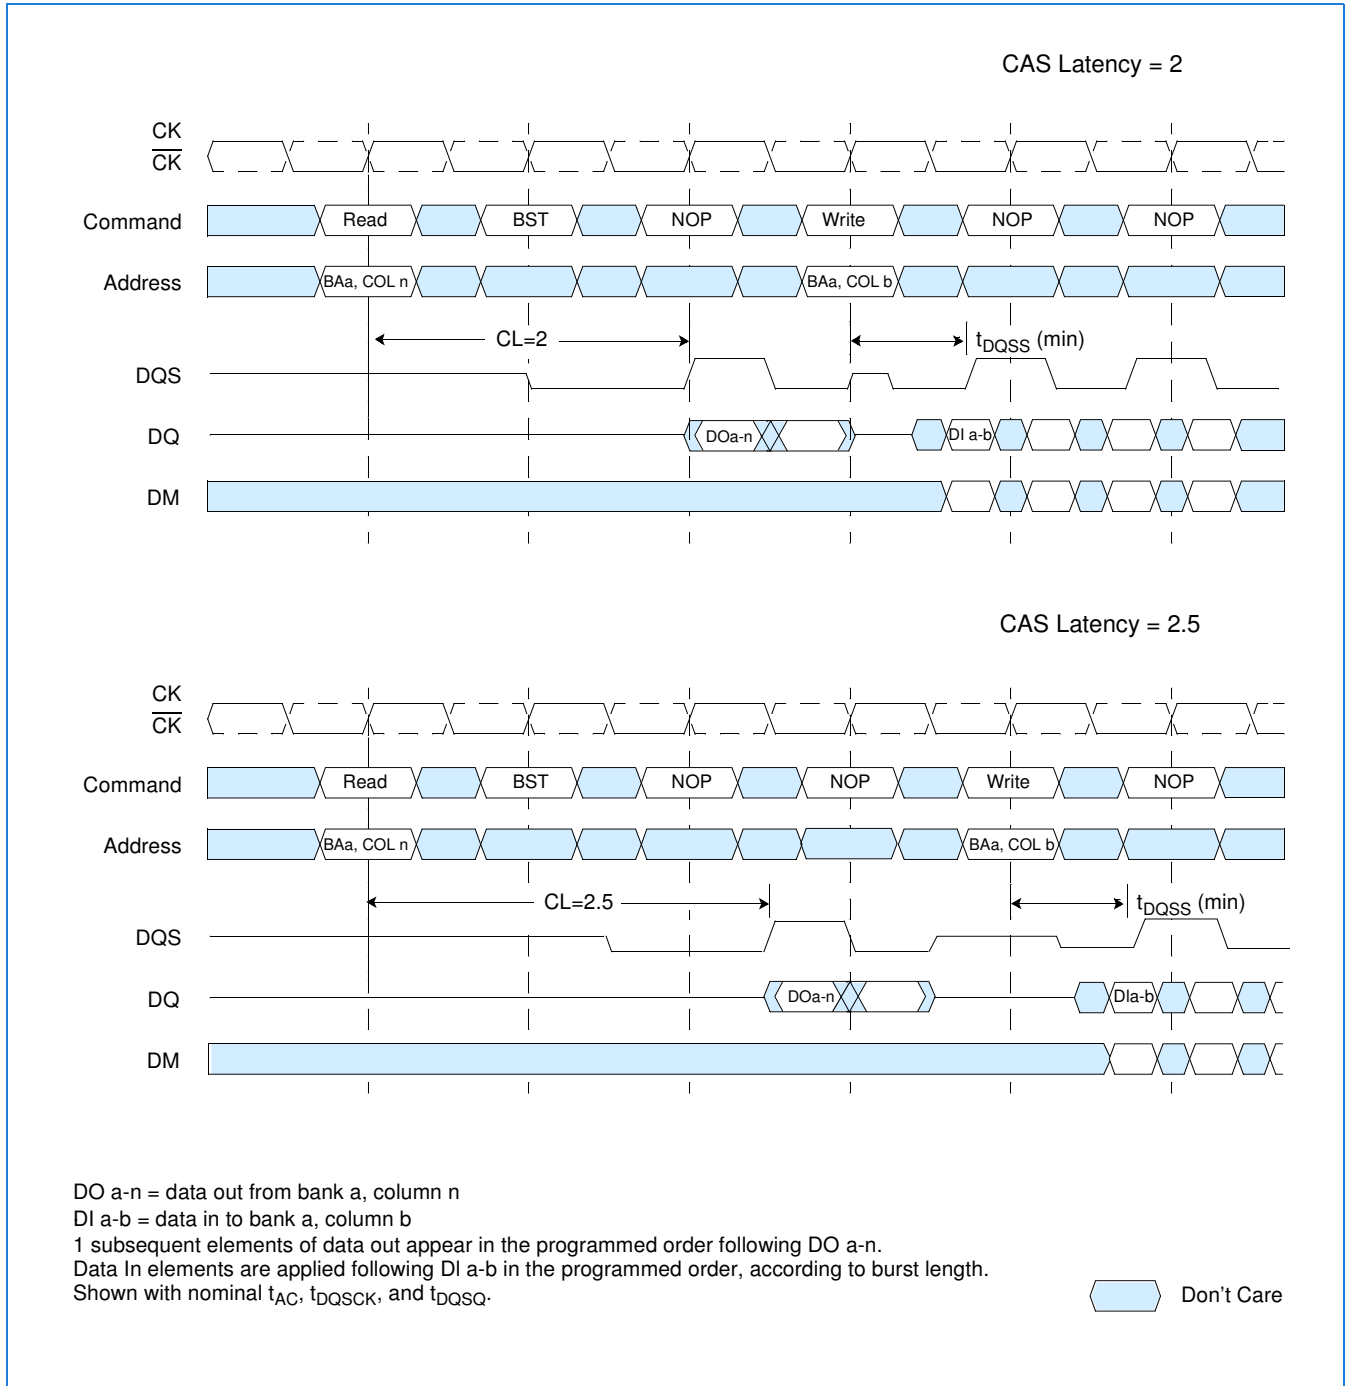 CAS Latency = 2
CK
CK
Command
Read
BST
NOP
Write
NOP
NOP
Address
BAa, COL n
BAa, COL b
CL=2
tDQSS (min)
DQS
DQ
DOa-n
DI a-b
DM
CAS Latency = 2.5
CK
CK
Command
Read
BST
NOP
NOP
Write
NOP
Address
BAa, COL n
BAa, COL b
CL=2.5
tDQSS (min)
DQS
DQ
DOa-n
DIa-b
DM
DO a-n = data out from bank a, column n
DI a-b = data in to bank a, column b
1 subsequent elements of data out appear in the programmed order following DO a-n.
Data In elements are applied following DI a-b in the programmed order, according to burst length.
Shown with nominal tAC, tDQSCK, and tDQSQ.
Don't Care